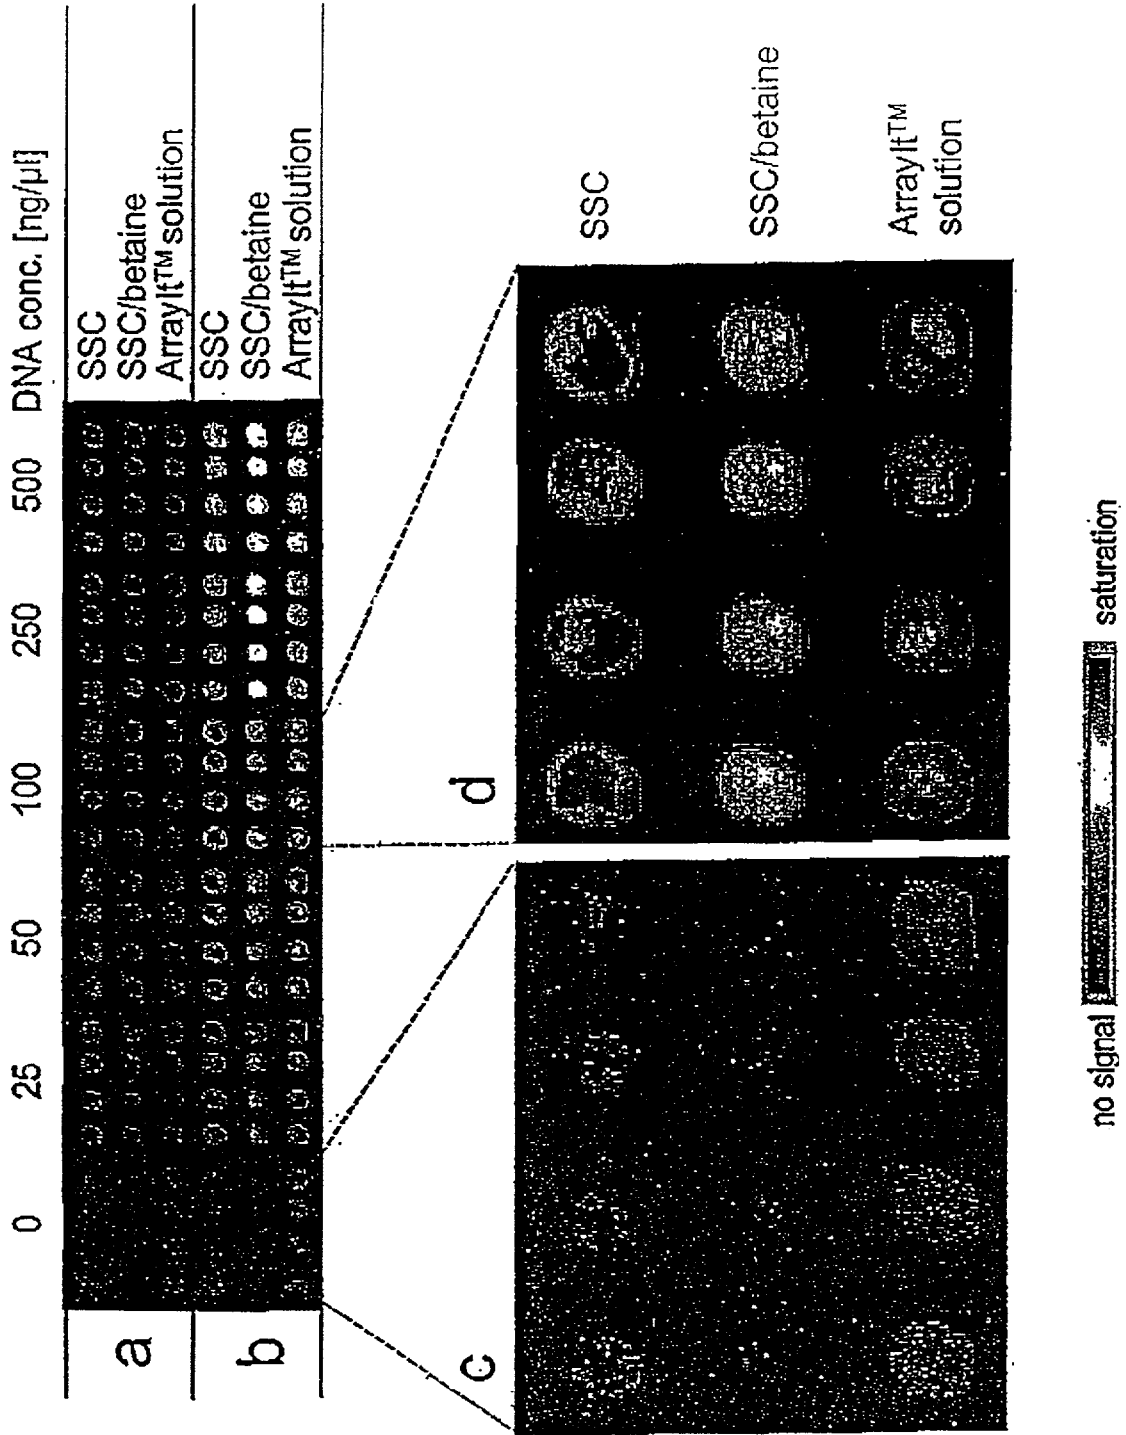 0 25 50 100 250 500 DNA conc. [ng/µl]
a
SSC
SSC/betaine
ArrayIt™ solution
b
SSC
SSC/betaine
ArrayIt™ solution
c
d
SSC
SSC/betaine
ArrayIt™
solution
no signal
saturation